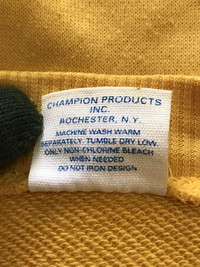 CHAMPION PRODUCTS
INC.
ROCHESTER, N.Y.
MACHINE WASH WARM
SEPARATELY. TUMBLE DRY LOW.
ONLY NON-CHLORINE BLEACH
WHEN NEEDED
DO NOT IRON DESIGN